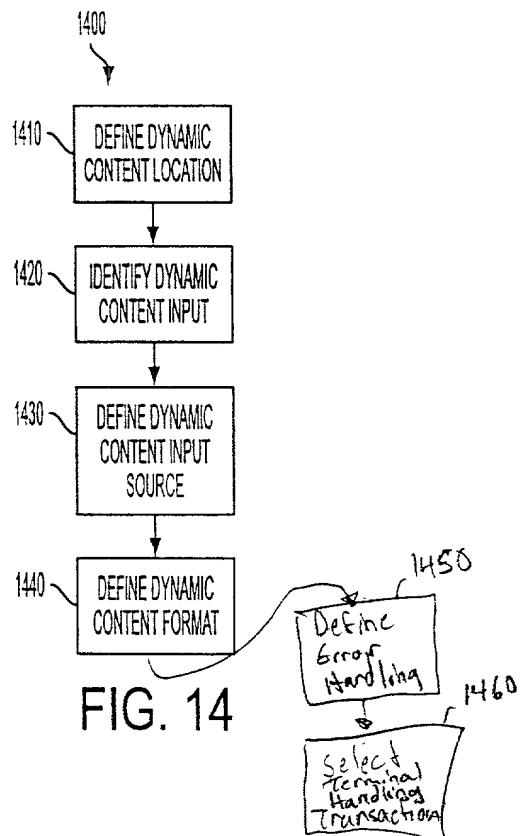 1400
1410
DEFINE DYNAMIC
CONTENT LOCATION
1420
IDENTIFY DYNAMIC
CONTENT INPUT
1430
DEFINE DYNAMIC
CONTENT INPUT
SOURCE
1440
DEFINE DYNAMIC
CONTENT FORMAT
1450
Define
Error
Handling
1460
Select
Terminal
Handling
Transaction
FIG. 14